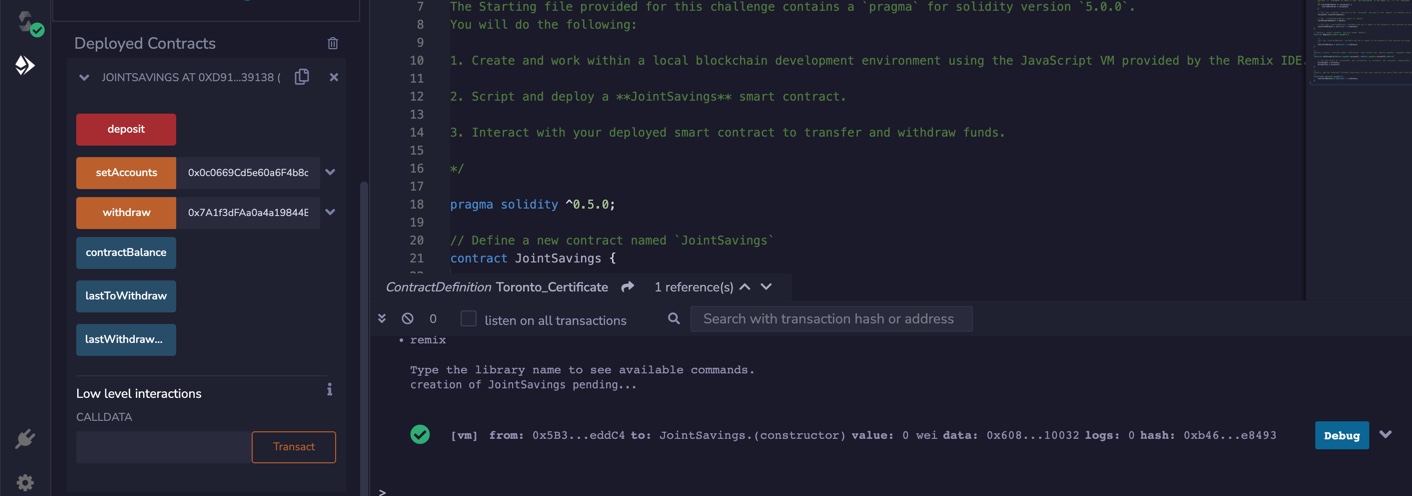 Deployed Contracts
JOINTSAVINGS AT 0XD91...39138 (
deposit
setAccounts 0x0c0669Cd5e60a6F4b8c
withdraw 0x7A1f3dFAa0a4a19844E
contractBalance
lastToWithdraw
lastWithdraw...
Low level interactions
CALLDATA
Transact
7 The Starting file provided for this challenge contains a `pragma` for solidity version `5.0.0`.
8 You will do the following:
9
10 1. Create and work within a local blockchain development environment using the JavaScript VM provided by the Remix IDE.
11
12 2. Script and deploy a **JointSavings** smart contract.
13
14 3. Interact with your deployed smart contract to transfer and withdraw funds.
15
16 */
17
18 pragma solidity ^0.5.0;
19
20 // Define a new contract named `JointSavings`
21 contract JointSavings {
ContractDefinition Toronto_Certificate 1 reference(s)
0 listen on all transactions Search with transaction hash or address
• remix
Type the library name to see available commands.
creation of JointSavings pending...
[vm] from: 0x5B3...eddC4 to: JointSavings.(constructor) value: 0 wei data: 0x608...10032 logs: 0 hash: 0xb46...e8493 Debug
>